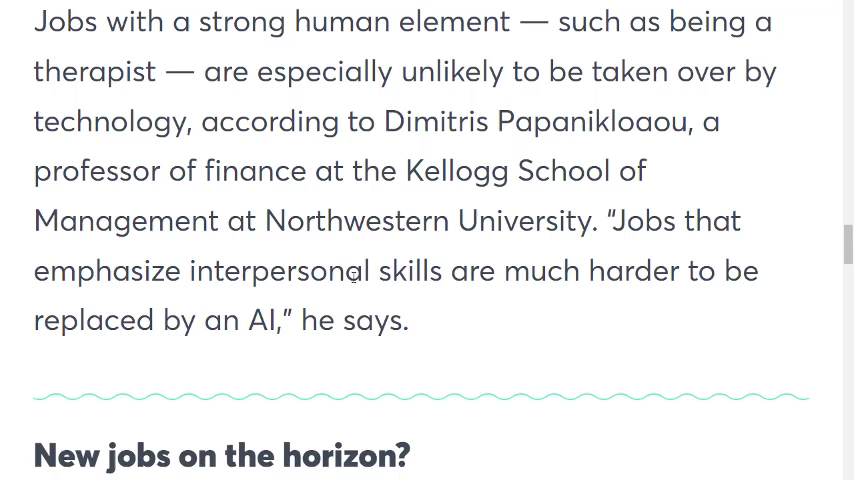 Jobs with a strong human element — such as being a
therapist — are especially unlikely to be taken over by
technology, according to Dimitris Papanikloaou, a
professor of finance at the Kellogg School of
Management at Northwestern University. “Jobs that
emphasize interpersonal skills are much harder to be
replaced by an AI,” he says.
New jobs on the horizon?